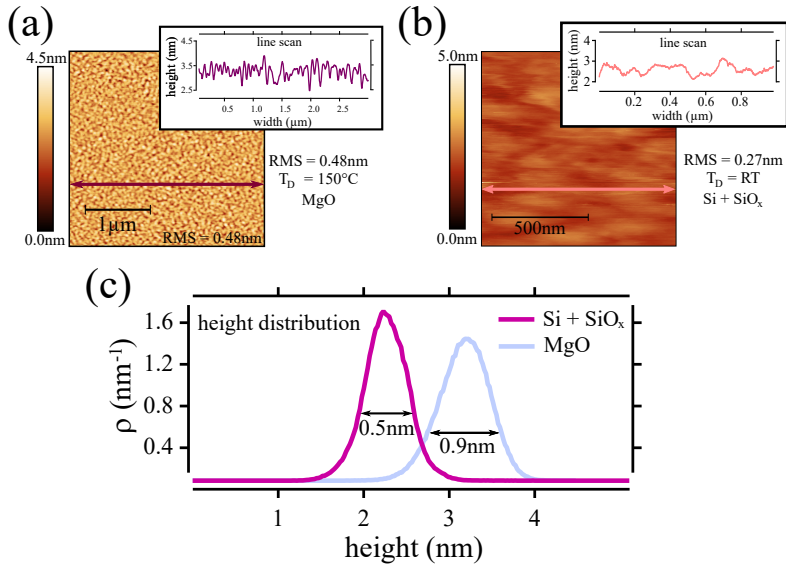 (a)
4.5nm
0.0nm
height (nm)
4.5
3.5
2.5
line scan
0.5
1.0
1.5
2.0
2.5
width (µm)
RMS = 0.48nm
T_D = 150°C
MgO
1µm
RMS = 0.48nm
(b)
5.0nm
0.0nm
height (nm)
4
3
2
line scan
0.2
0.4
0.6
0.8
width (µm)
RMS = 0.27nm
T_D = RT
Si + SiOₓ
500nm
(c)
height distribution
Si + SiOₓ
MgO
ρ (nm⁻¹)
1.6
1.2
0.8
0.4
0.5nm
0.9nm
1
2
3
4
height (nm)